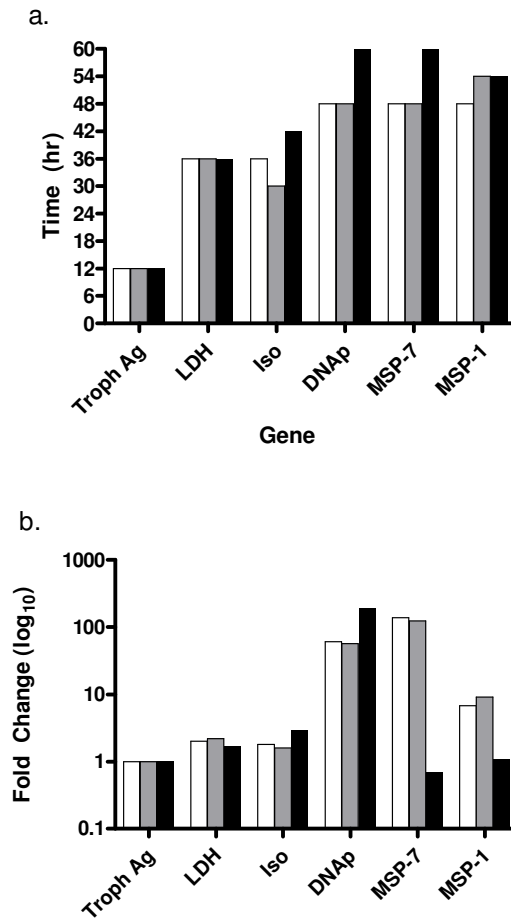 a.
60
54
48
42
36
30
24
18
12
6
0
Time (hr)
Troph Ag
LDH
Iso
DNAp
MSP-7
MSP-1
Gene
b.
1000
100
10
1
0.1
Fold Change (log10)
Troph Ag
LDH
Iso
DNAp
MSP-7
MSP-1